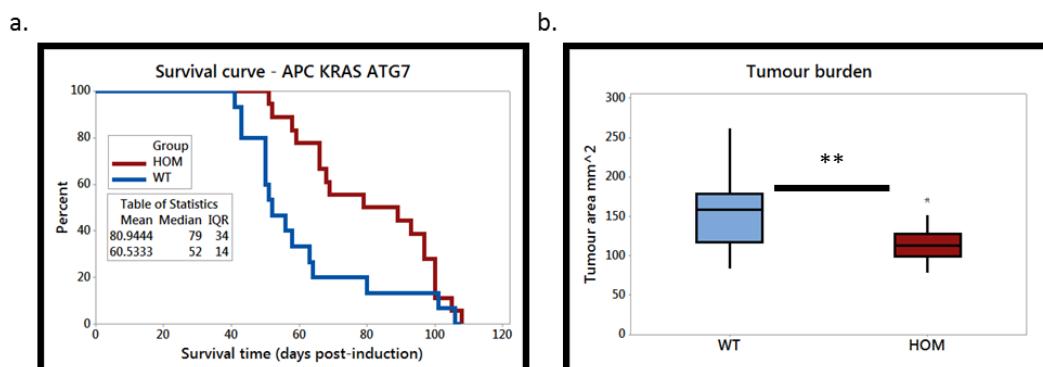 a.
Survival curve - APC KRAS ATG7
100
80
60
40
20
0
Percent
Group
HOM
WT
Table of Statistics
Mean Median IQR
80.9444 79 34
60.5333 52 14
0 20 40 60 80 100 120
Survival time (days post-induction)
b.
Tumour burden
300
250
200
150
100
50
0
Tumour area mm^2
**
*
WT HOM